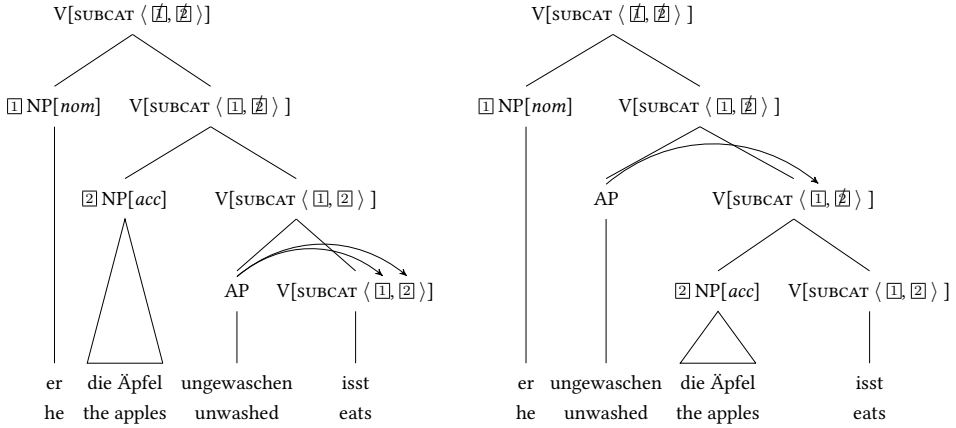 V[SUBCAT ⟨ 1̸, 2̸ ⟩] V[SUBCAT ⟨ 1̸, 2̸ ⟩ ]
1 NP[nom] V[SUBCAT ⟨ 1, 2̸ ⟩ ] 1 NP[nom] V[SUBCAT ⟨ 1, 2̸ ⟩ ]
2 NP[acc] V[SUBCAT ⟨ 1, 2 ⟩ ] AP V[SUBCAT ⟨ 1, 2̸ ⟩ ]
AP V[SUBCAT ⟨ 1, 2 ⟩] 2 NP[acc] V[SUBCAT ⟨ 1, 2 ⟩ ]
er die Äpfel ungewaschen isst er ungewaschen die Äpfel isst
he the apples unwashed eats he unwashed the apples eats